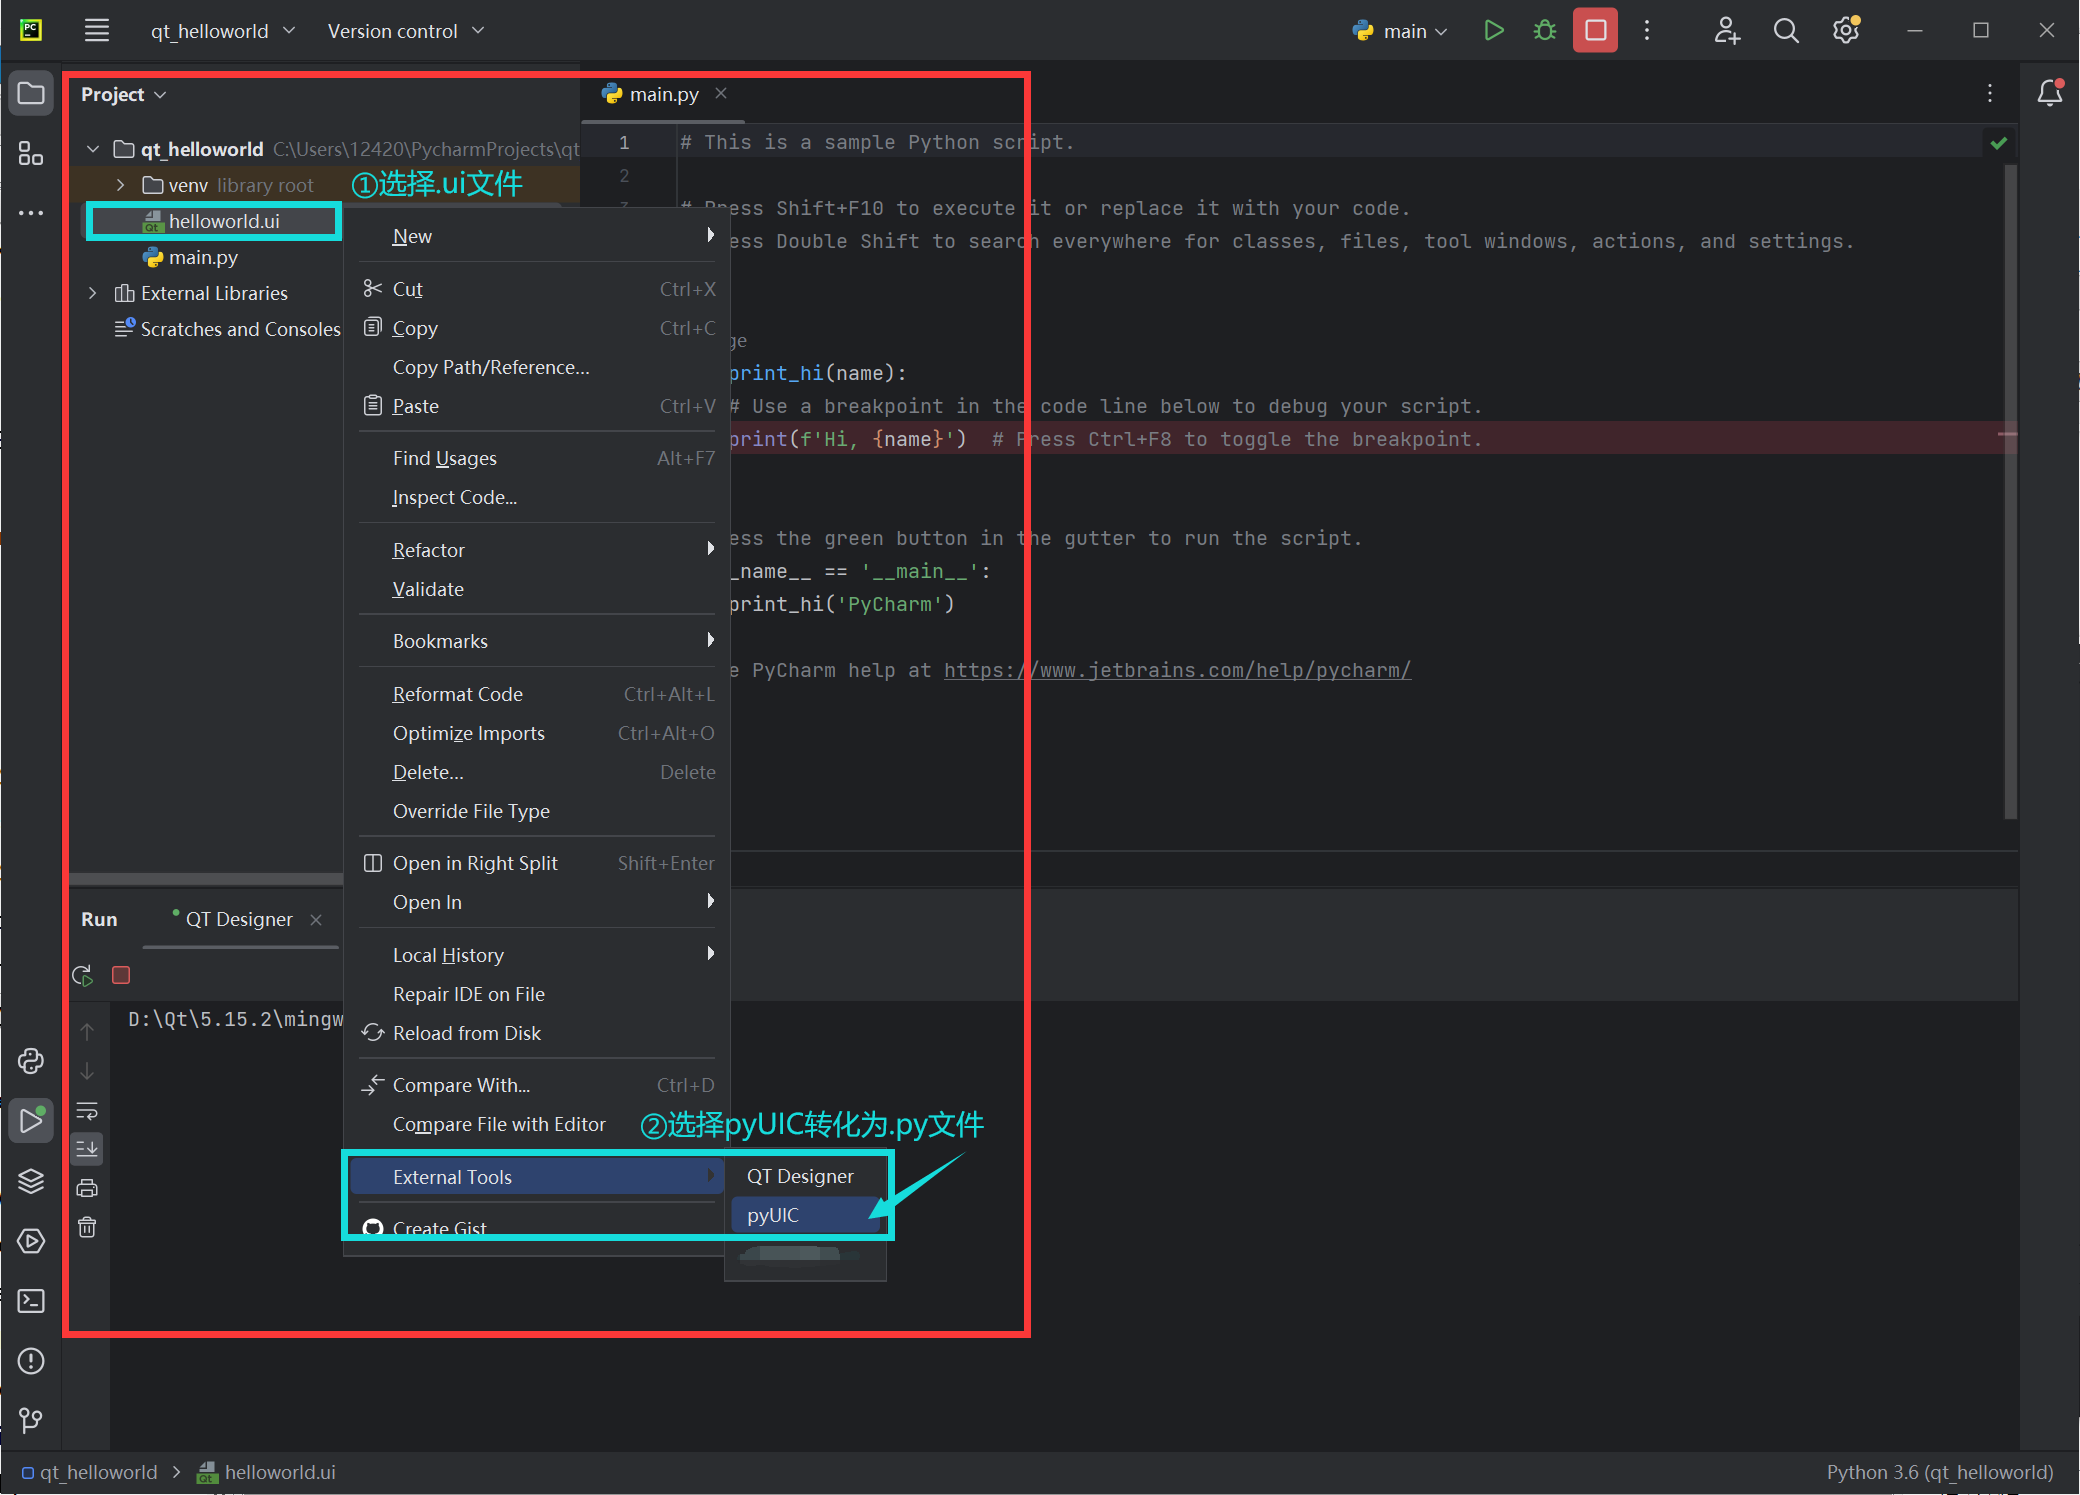 PC
qt_helloworld
Version control
main
Project
main.py
qt_helloworld C:\Users\12420\PycharmProjects\qt
venv library root
①选择.ui文件
helloworld.ui
main.py
External Libraries
Scratches and Consoles
1 # This is a sample Python script.
2
# Press Shift+F10 to execute it or replace it with your code.
ess Double Shift to search everywhere for classes, files, tool windows, actions, and settings.
ge
print_hi(name):
# Use a breakpoint in the code line below to debug your script.
print(f'Hi, {name}')  # Press Ctrl+F8 to toggle the breakpoint.
ess the green button in the gutter to run the script.
_name__ == '__main__':
print_hi('PyCharm')
e PyCharm help at https://www.jetbrains.com/help/pycharm/
New
Cut Ctrl+X
Copy Ctrl+C
Copy Path/Reference...
Paste Ctrl+V
Find Usages Alt+F7
Inspect Code...
Refactor
Validate
Bookmarks
Reformat Code Ctrl+Alt+L
Optimize Imports Ctrl+Alt+O
Delete... Delete
Override File Type
Open in Right Split Shift+Enter
Open In
Local History
Repair IDE on File
Reload from Disk
Compare With... Ctrl+D
Compare File with Editor
②选择pyUIC转化为.py文件
External Tools
Create Gist
QT Designer
pyUIC
Run QT Designer
D:\Qt\5.15.2\mingw
qt_helloworld > helloworld.ui
Python 3.6 (qt_helloworld)